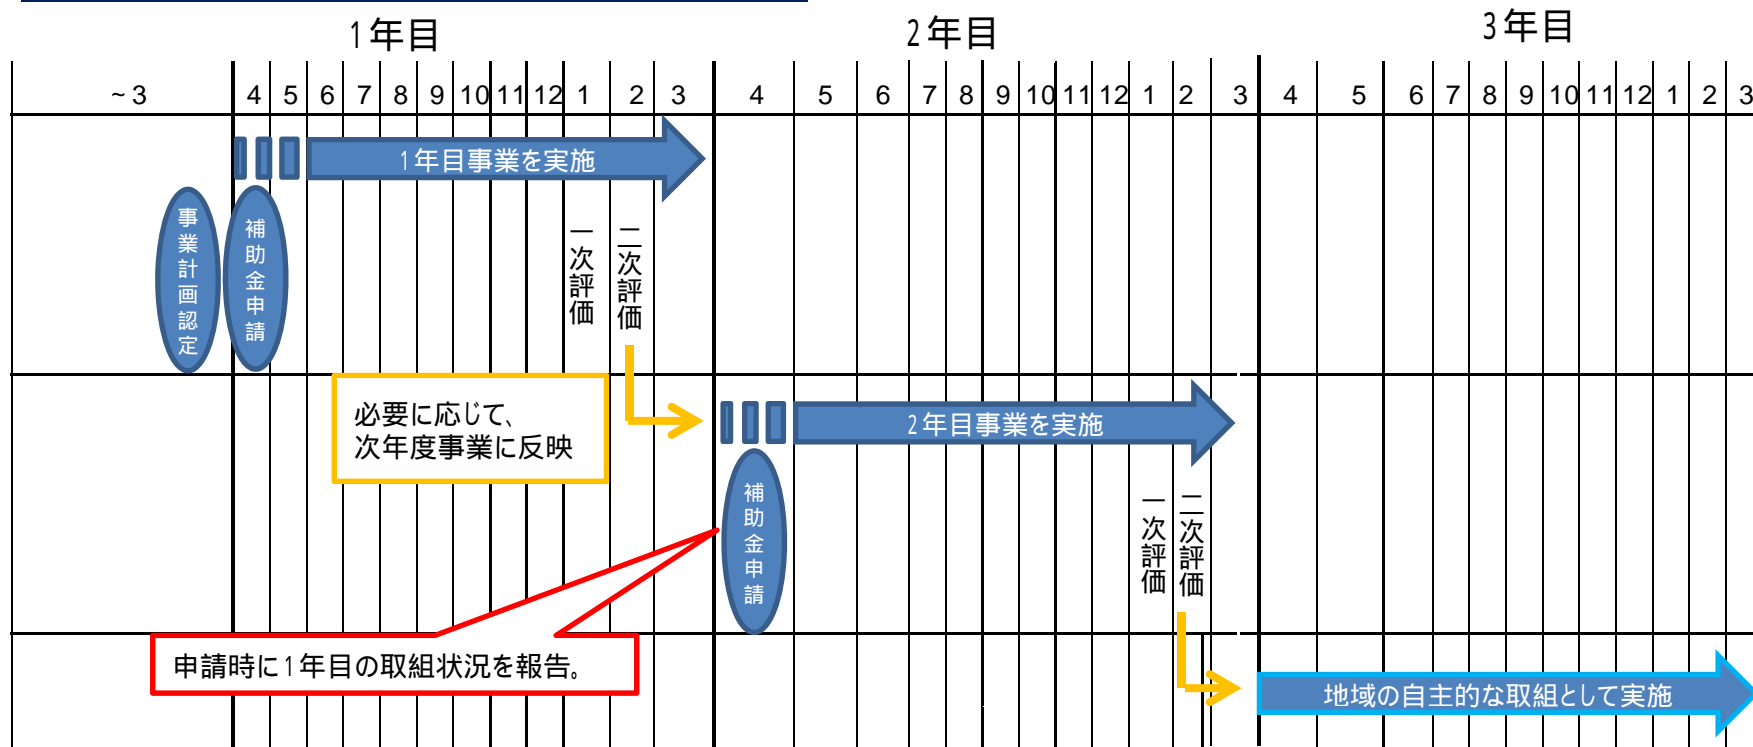 1年目
2年目
3年目
~3 4 5 6 7 8 9 10 11 12 1 2 3 4 5 6 7 8 9 10 11 12 1 2 3 4 5 6 7 8 9 10 11 12 1 2 3
1年目事業を実施
事業計画認定
補助金申請
一次評価
二次評価
必要に応じて、
次年度事業に反映
2年目事業を実施
補助金申請
一次評価
二次評価
申請時に1年目の取組状況を報告。
地域の自主的な取組として実施